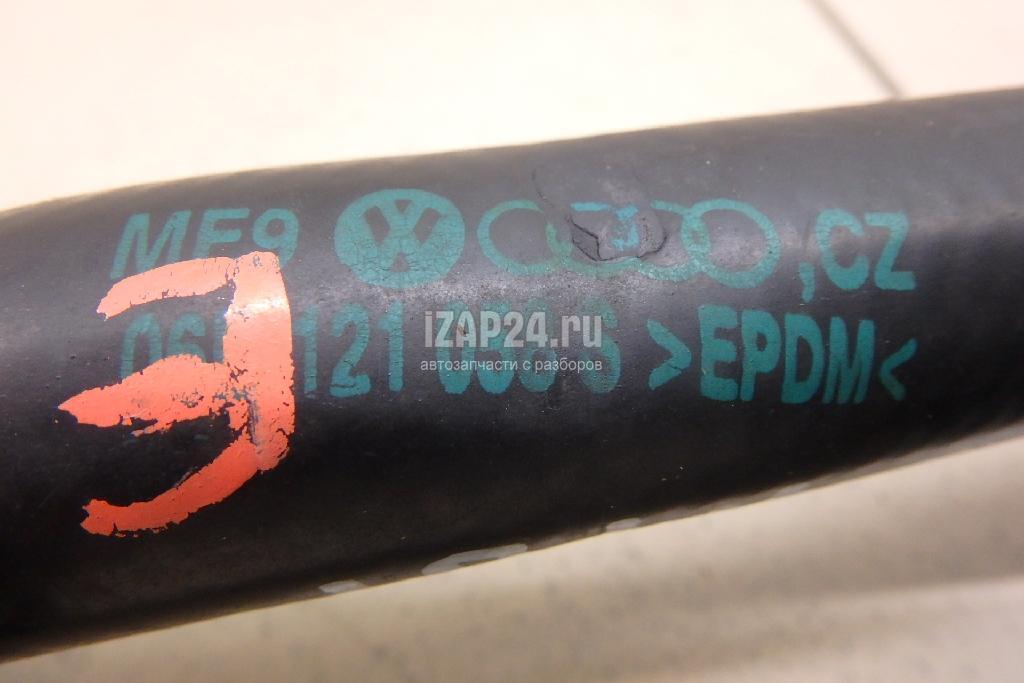 MF9 ,CZ
121 >EPDM<
iZAP24.ru
автозапчасти с разборов